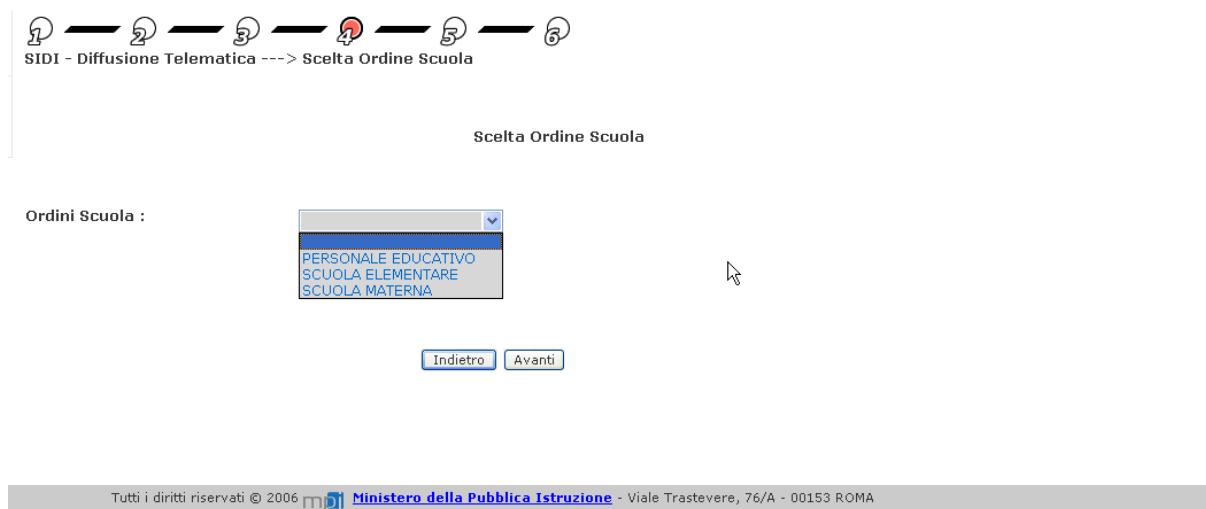 1 2 3 4 5 6
SIDI - Diffusione Telematica ---> Scelta Ordine Scuola
Scelta Ordine Scuola
Ordini Scuola :
PERSONALE EDUCATIVO
SCUOLA ELEMENTARE
SCUOLA MATERNA
Indietro Avanti
Tutti i diritti riservati © 2006 mpi Ministero della Pubblica Istruzione - Viale Trastevere, 76/A - 00153 ROMA